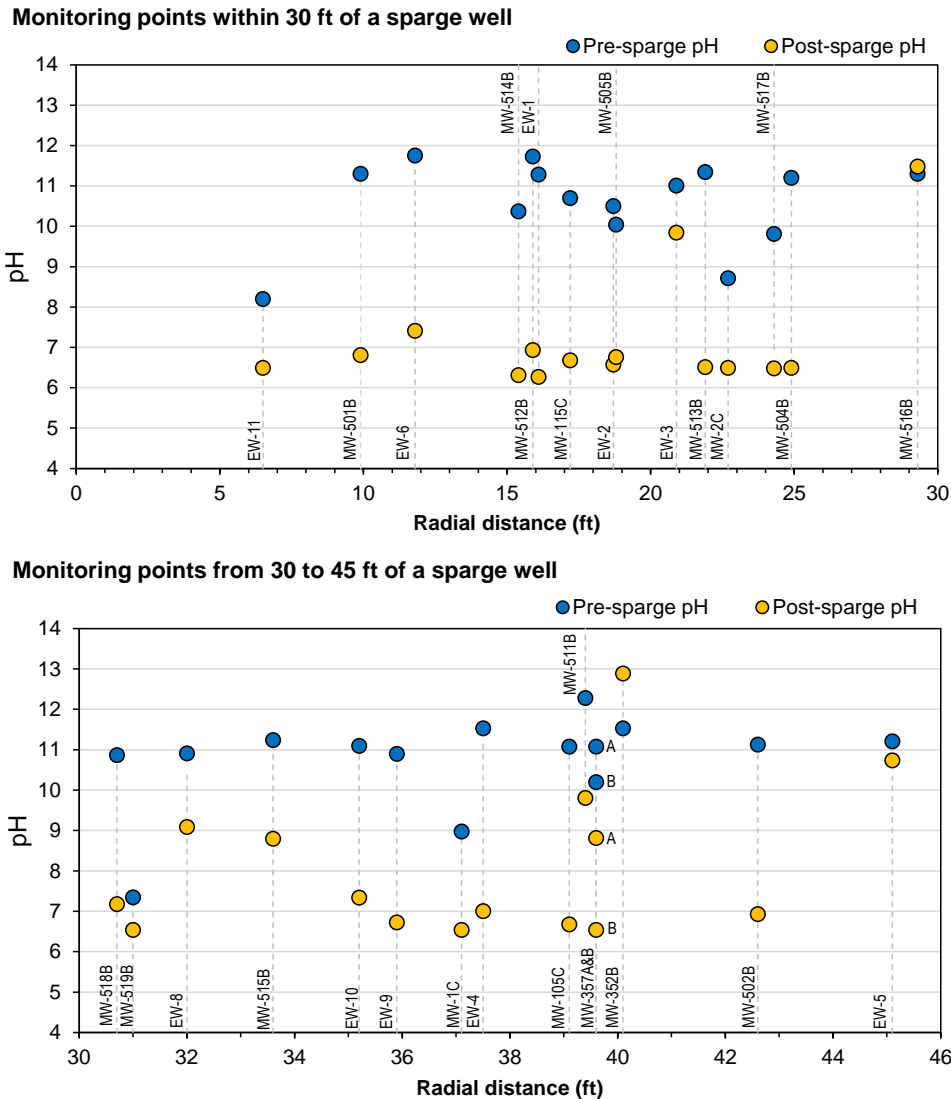 Monitoring points within 30 ft of a sparge well
Pre-sparge pH Post-sparge pH
14
13
12
11
10
9
8
7
6
5
4
pH
MW-514B
EW-1
MW-505B
MW-517B
EW-11
MW-501B
EW-6
MW-512B
MW-115C
EW-2
EW-3
MW-513B
MW-2C
MW-504B
MW-516B
0 5 10 15 20 25 30
Radial distance (ft)
Monitoring points from 30 to 45 ft of a sparge well
Pre-sparge pH Post-sparge pH
14
13
12
11
10
9
8
7
6
5
4
pH
MW-511B
A
B
A
B
MW-518B
MW-519B
EW-8
MW-515B
EW-10
EW-9
MW-1C
EW-4
MW-105C
MW-357A&B
MW-352B
MW-502B
EW-5
30 32 34 36 38 40 42 44 46
Radial distance (ft)